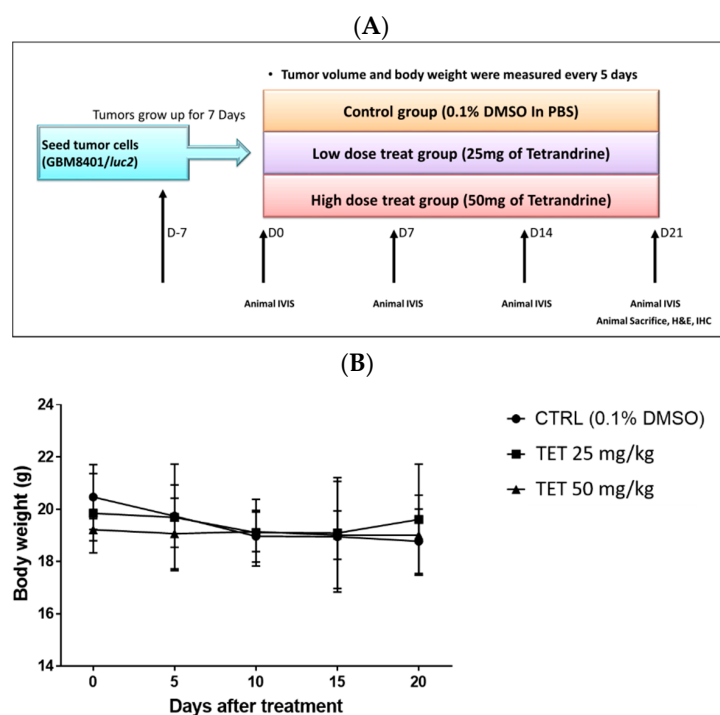 (A)
• Tumor volume and body weight were measured every 5 days
Tumors grow up for 7 Days
Control group (0.1% DMSO In PBS)
Seed tumor cells
(GBM8401/luc2)
Low dose treat group (25mg of Tetrandrine)
High dose treat group (50mg of Tetrandrine)
D-7
D0
D7
D14
D21
Animal IVIS
Animal IVIS
Animal IVIS
Animal IVIS
Animal Sacrifice, H&E, IHC
(B)
Body weight (g)
24
22
20
18
16
14
0
5
10
15
20
Days after treatment
CTRL (0.1% DMSO)
TET 25 mg/kg
TET 50 mg/kg